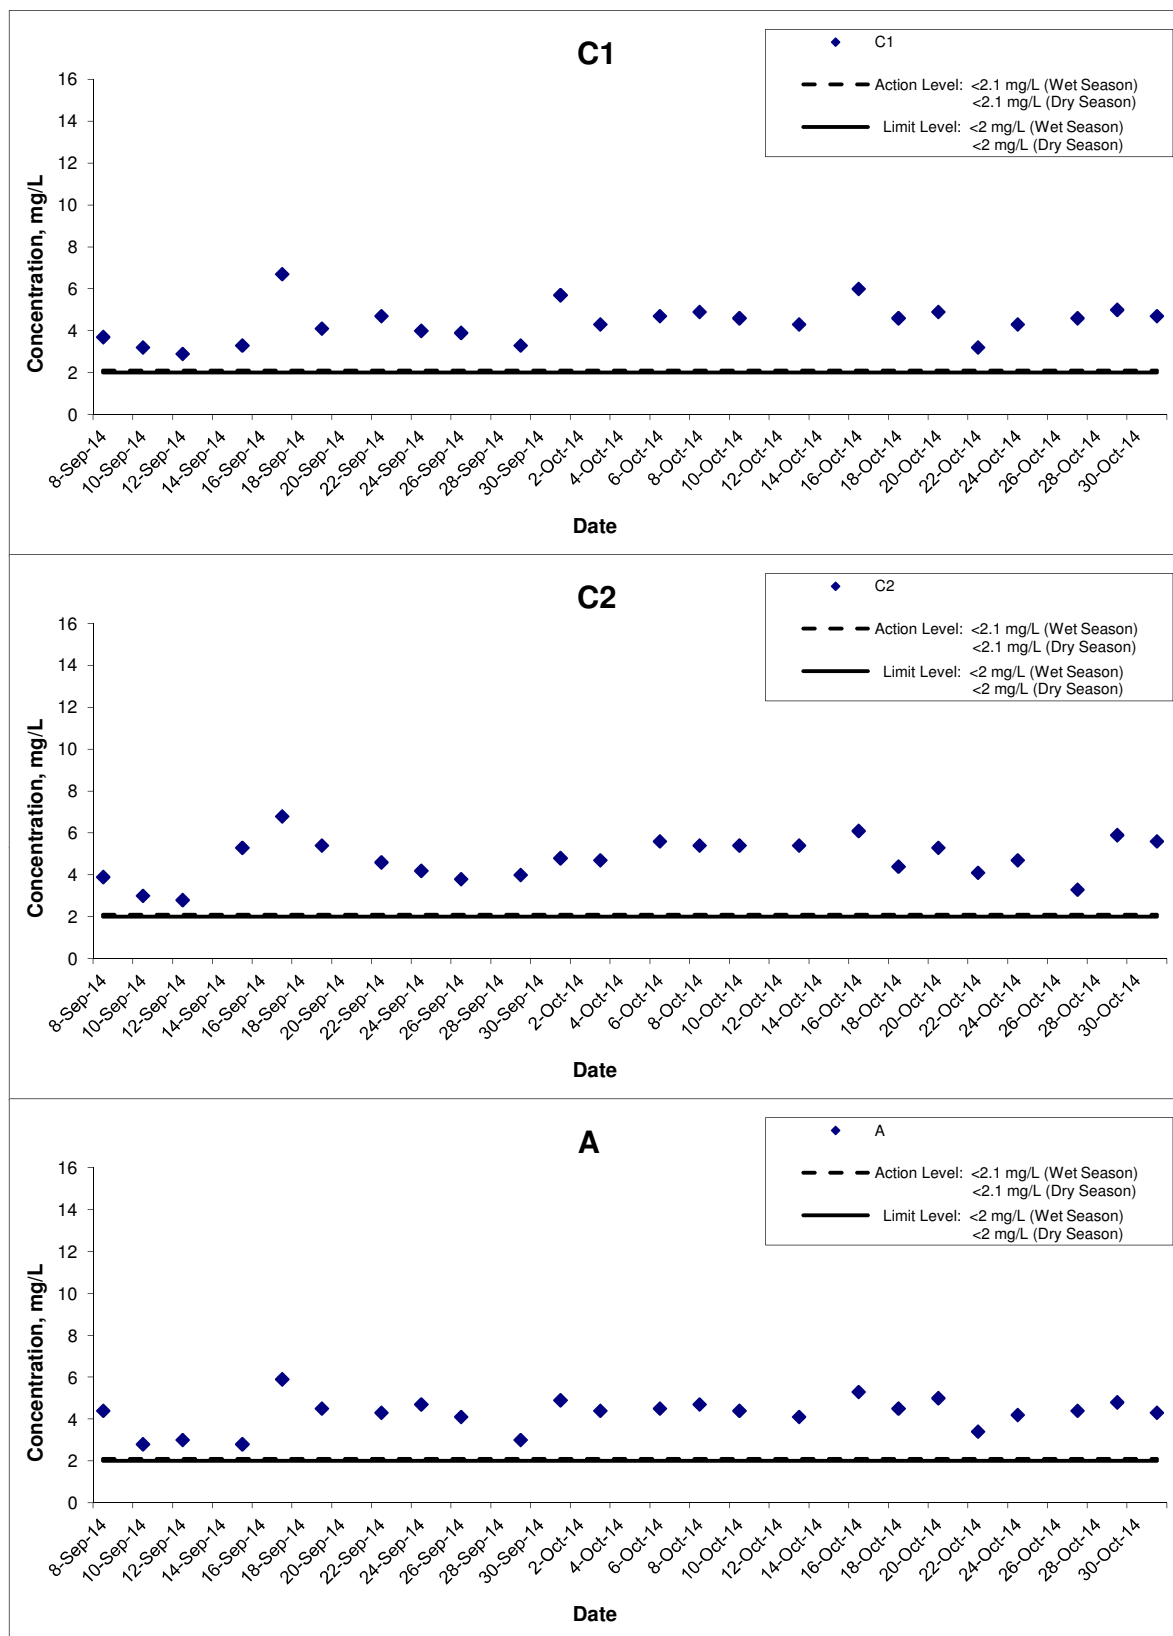 C1
C1
Action Level: <2.1 mg/L (Wet Season)
<2.1 mg/L (Dry Season)
Limit Level: <2 mg/L (Wet Season)
<2 mg/L (Dry Season)
Concentration, mg/L
16
14
12
10
8
6
4
2
0
8-Sep-14
10-Sep-14
12-Sep-14
14-Sep-14
16-Sep-14
18-Sep-14
20-Sep-14
22-Sep-14
24-Sep-14
26-Sep-14
28-Sep-14
30-Sep-14
2-Oct-14
4-Oct-14
6-Oct-14
8-Oct-14
10-Oct-14
12-Oct-14
14-Oct-14
16-Oct-14
18-Oct-14
20-Oct-14
22-Oct-14
24-Oct-14
26-Oct-14
28-Oct-14
30-Oct-14
Date
C2
C2
Action Level: <2.1 mg/L (Wet Season)
<2.1 mg/L (Dry Season)
Limit Level: <2 mg/L (Wet Season)
<2 mg/L (Dry Season)
Concentration, mg/L
16
14
12
10
8
6
4
2
0
8-Sep-14
10-Sep-14
12-Sep-14
14-Sep-14
16-Sep-14
18-Sep-14
20-Sep-14
22-Sep-14
24-Sep-14
26-Sep-14
28-Sep-14
30-Sep-14
2-Oct-14
4-Oct-14
6-Oct-14
8-Oct-14
10-Oct-14
12-Oct-14
14-Oct-14
16-Oct-14
18-Oct-14
20-Oct-14
22-Oct-14
24-Oct-14
26-Oct-14
28-Oct-14
30-Oct-14
Date
A
A
Action Level: <2.1 mg/L (Wet Season)
<2.1 mg/L (Dry Season)
Limit Level: <2 mg/L (Wet Season)
<2 mg/L (Dry Season)
Concentration, mg/L
16
14
12
10
8
6
4
2
0
8-Sep-14
10-Sep-14
12-Sep-14
14-Sep-14
16-Sep-14
18-Sep-14
20-Sep-14
22-Sep-14
24-Sep-14
26-Sep-14
28-Sep-14
30-Sep-14
2-Oct-14
4-Oct-14
6-Oct-14
8-Oct-14
10-Oct-14
12-Oct-14
14-Oct-14
16-Oct-14
18-Oct-14
20-Oct-14
22-Oct-14
24-Oct-14
26-Oct-14
28-Oct-14
30-Oct-14
Date